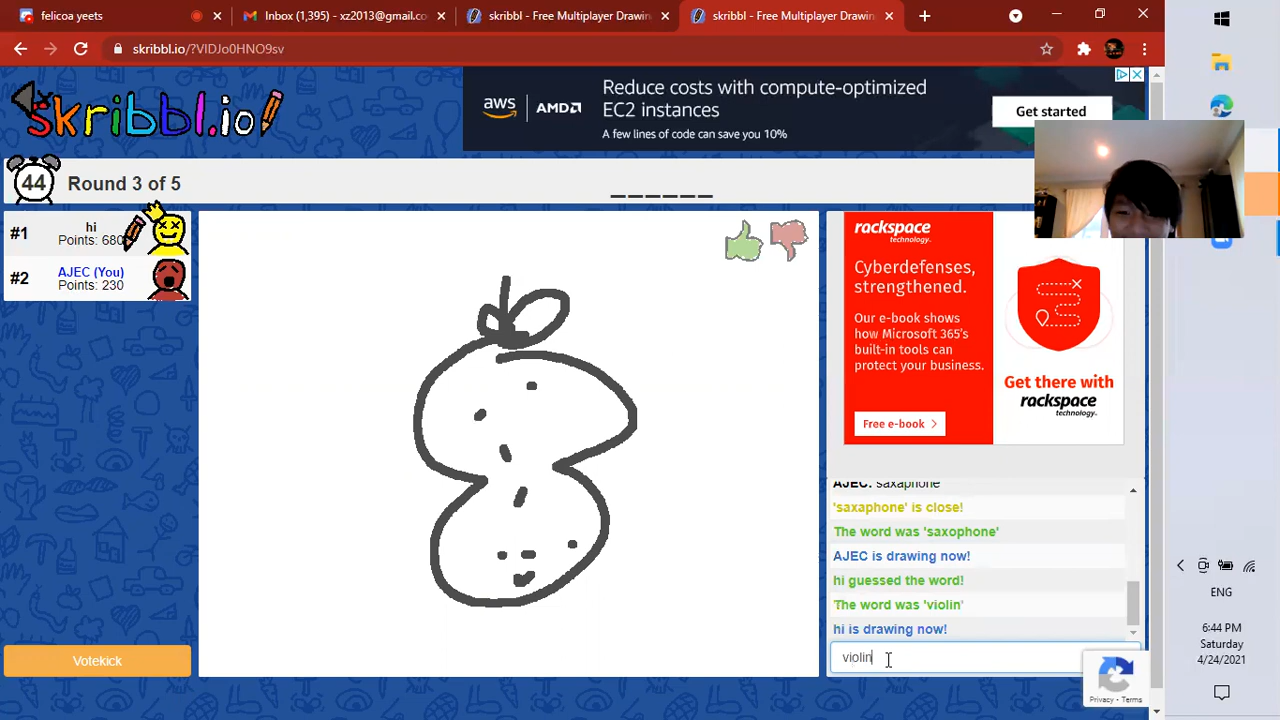 felicoa yeets
Inbox (1,395) - xz2013@gmail.co
skribbl - Free Multiplayer Drawin
skribbl - Free Multiplayer Drawin
skribbl.io/?VIDJo0HNO9sv
skribbl.io
aws
AMD
Reduce costs with compute-optimized
EC2 instances
A few lines of code can save you 10%
Get started
44
Round 3 of 5
______
#1
hi
Points: 680
#2
AJEC (You)
Points: 230
rackspace
technology
Cyberdefenses,
strengthened.
Our e-book shows
how Microsoft 365's
built-in tools can
protect your business.
Free e-book
Get there with
rackspace
technology
AJEC: saxaphone
'saxaphone' is close!
The word was 'saxophone'
AJEC is drawing now!
hi guessed the word!
The word was 'violin'
hi is drawing now!
violin
Votekick
Privacy - Terms
ENG
6:44 PM
Saturday
4/24/2021